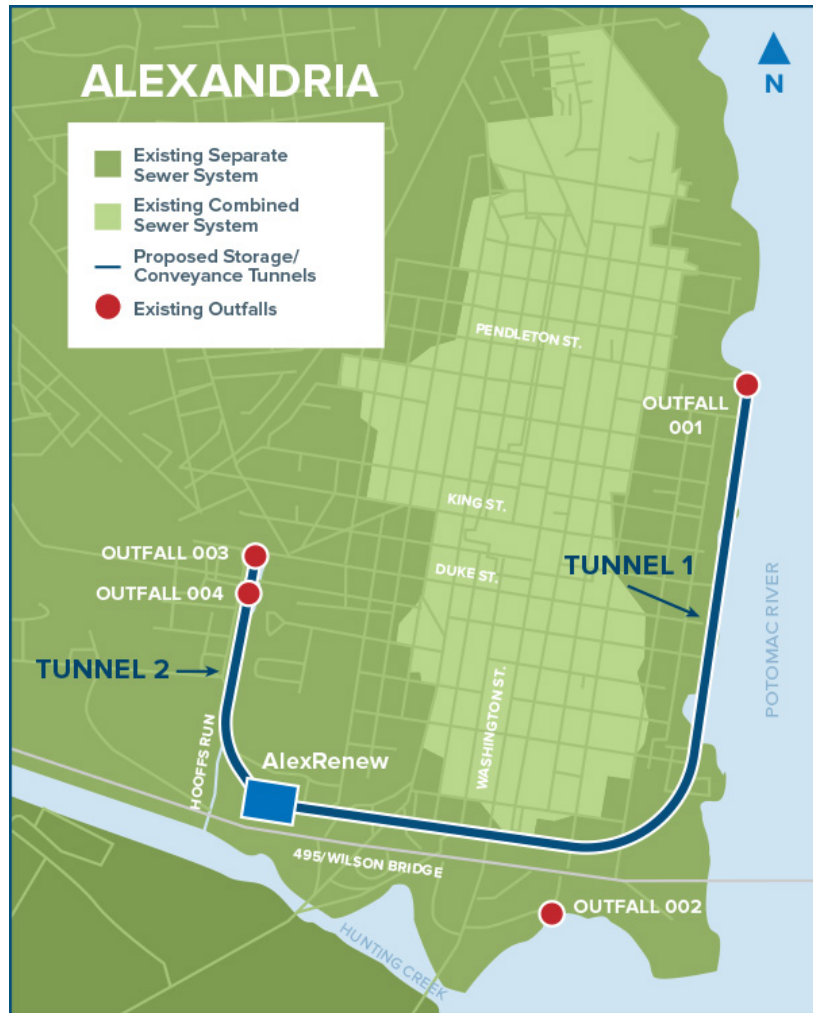 ALEXANDRIA
N
Existing Separate
Sewer System
Existing Combined
Sewer System
Proposed Storage/
Conveyance Tunnels
Existing Outfalls
PENDLETON ST.
OUTFALL
001
KING ST.
OUTFALL 003
DUKE ST.
TUNNEL 1
OUTFALL 004
POTOMAC RIVER
TUNNEL 2
WASHINGTON ST.
HOOFFS RUN
AlexRenew
495/WILSON BRIDGE
OUTFALL 002
HUNTING CREEK